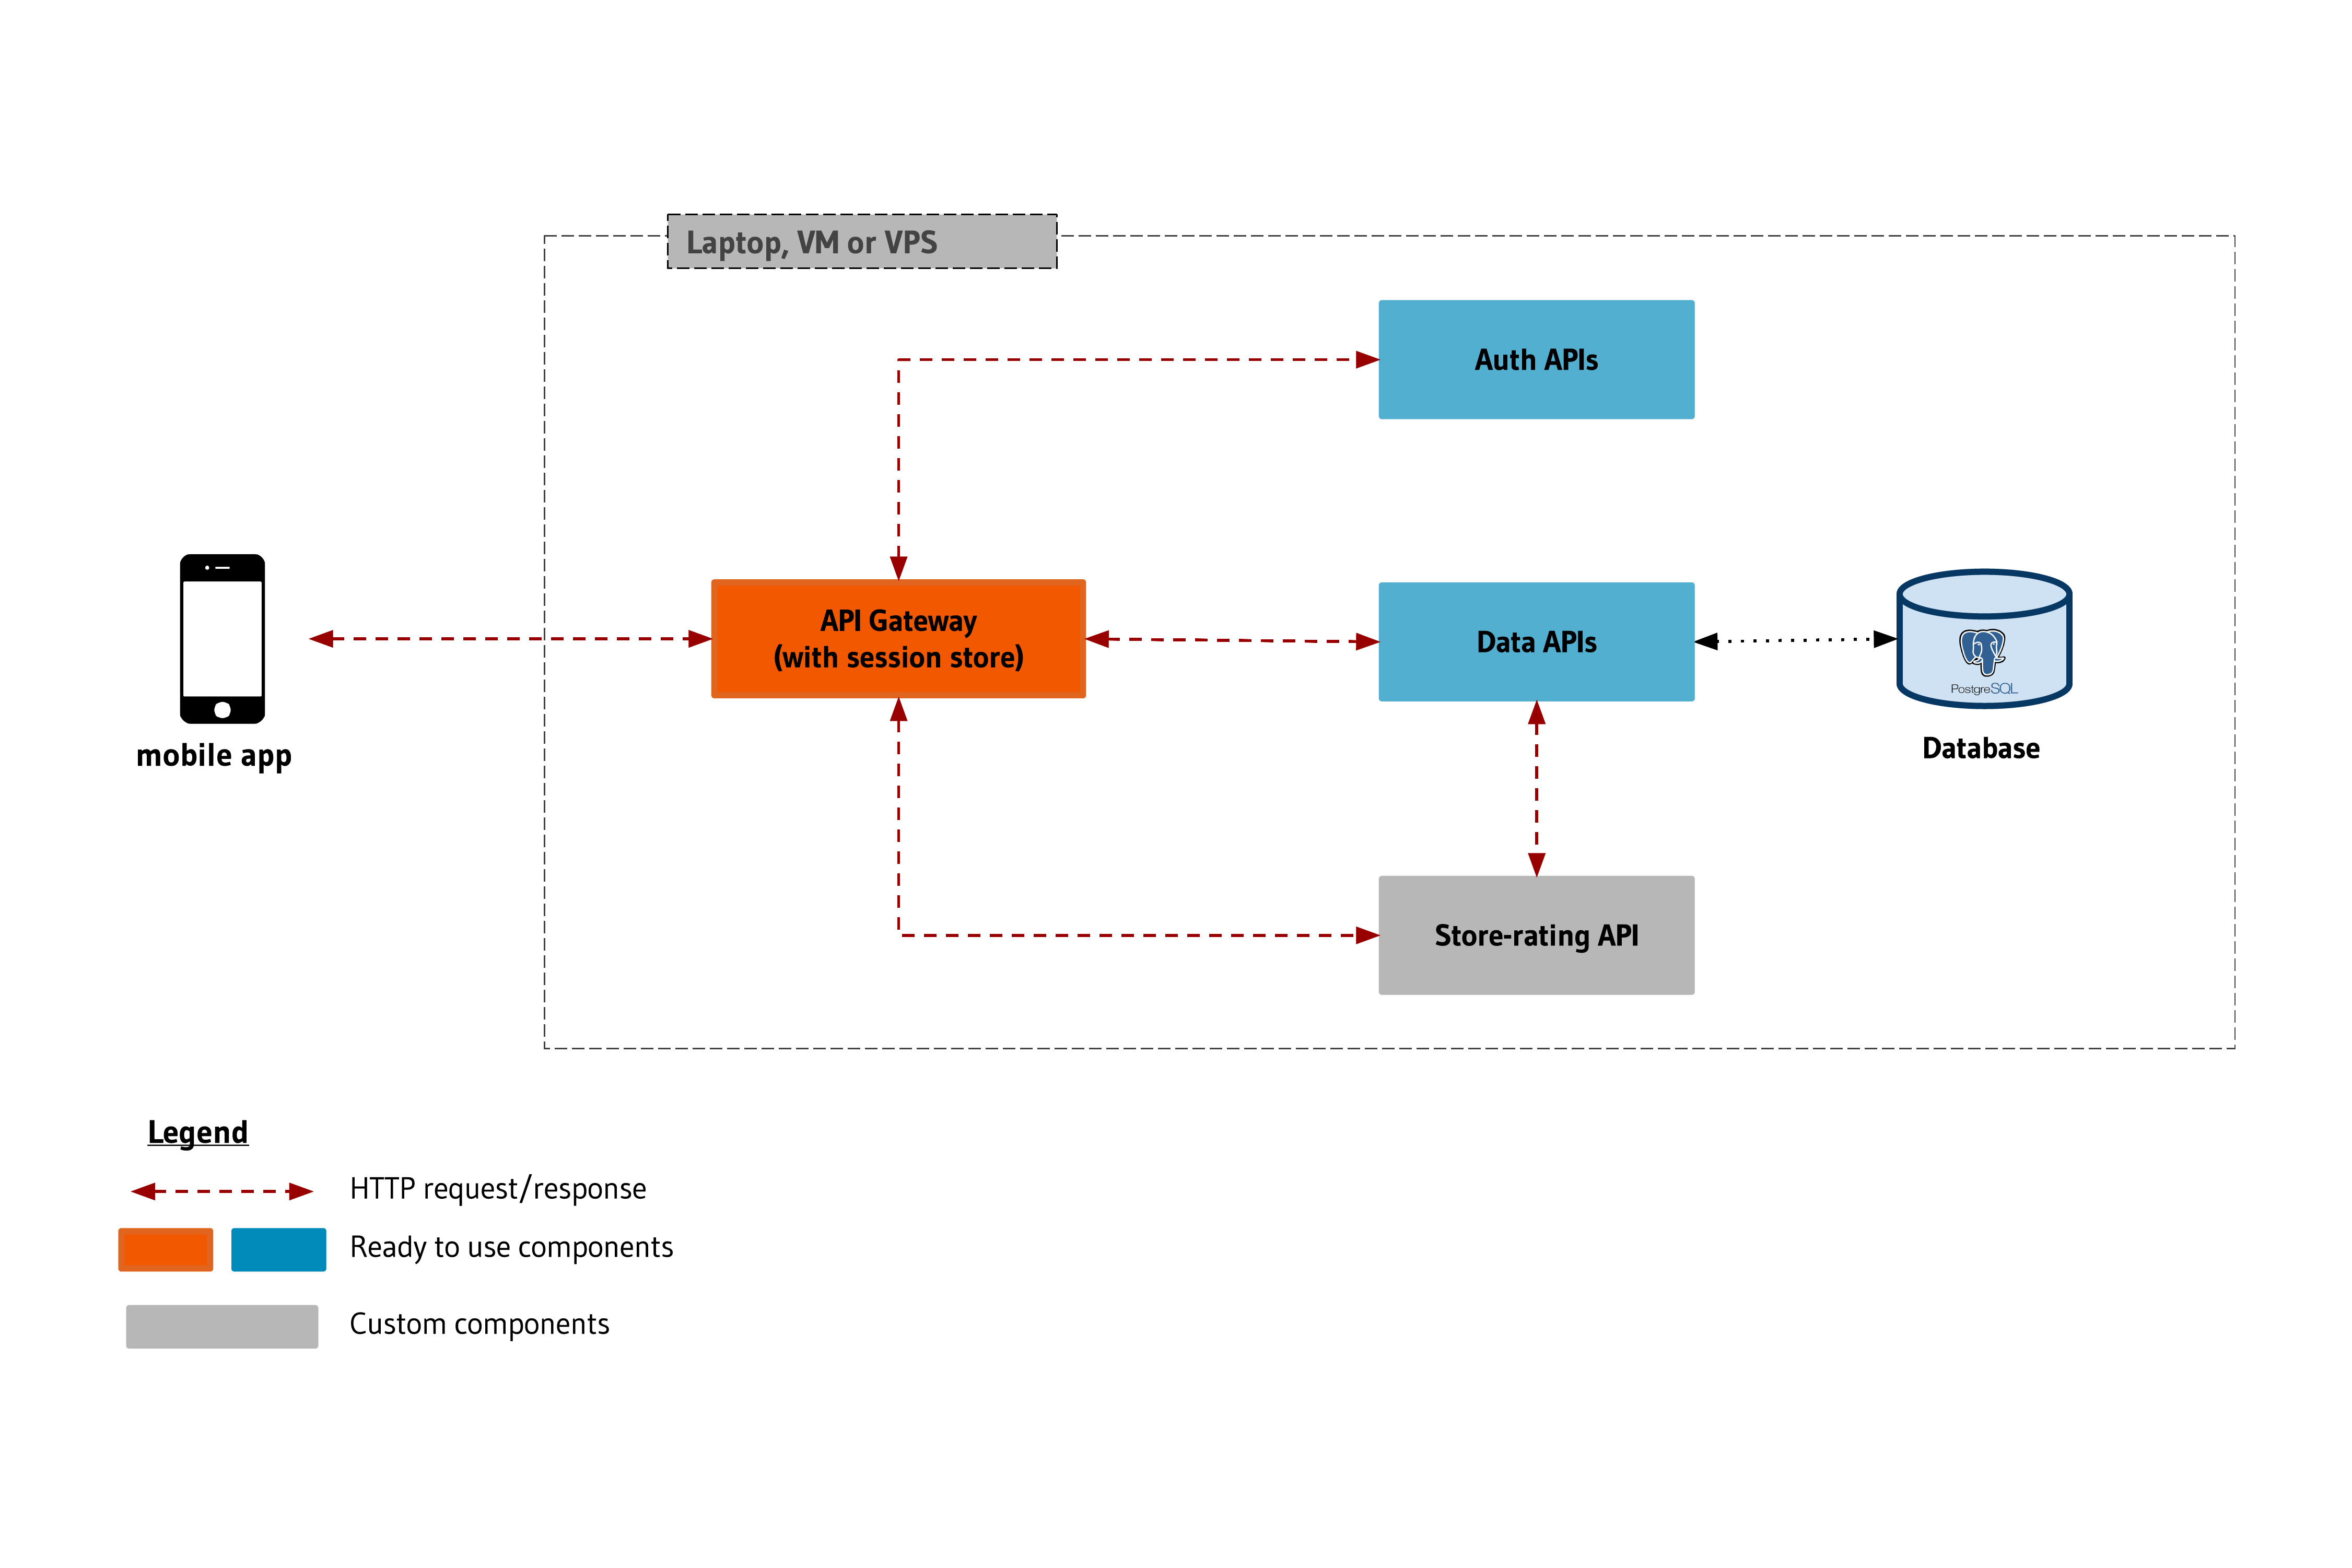 Laptop, VM or VPS
Auth APIs
API Gateway
(with session store)
Data APIs
PostgreSQL
mobile app
Database
Store-rating API
Legend
HTTP request/response
Ready to use components
Custom components